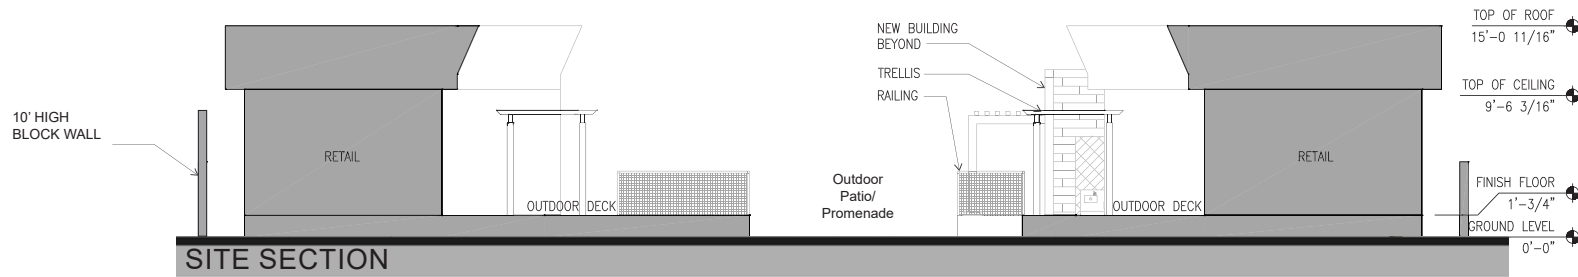 NEW BUILDING
BEYOND
TRELLIS
RAILING
TOP OF ROOF
15'-0 11/16"
TOP OF CEILING
9'-6 3/16"
10' HIGH
BLOCK WALL
RETAIL
RETAIL
Outdoor
Patio/
Promenade
OUTDOOR DECK
OUTDOOR DECK
FINISH FLOOR
1'-3/4"
GROUND LEVEL
0'-0"
SITE SECTION